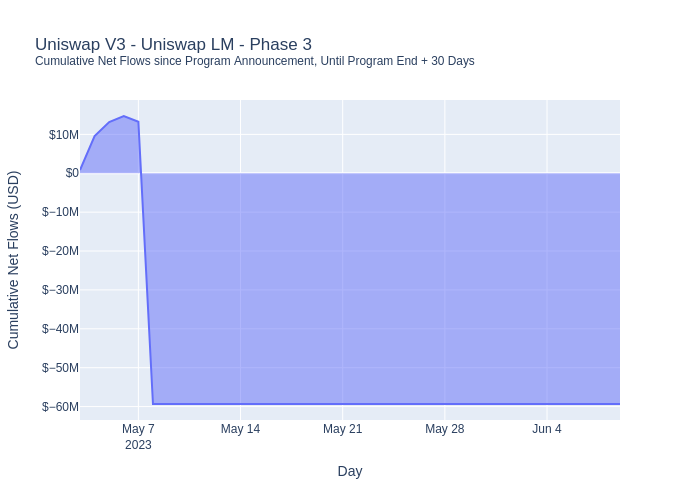 Uniswap V3 - Uniswap LM - Phase 3
Cumulative Net Flows since Program Announcement, Until Program End + 30 Days
Cumulative Net Flows (USD)
$10M
$0
$−10M
$−20M
$−30M
$−40M
$−50M
$−60M
May 7
2023
May 14
May 21
May 28
Jun 4
Day